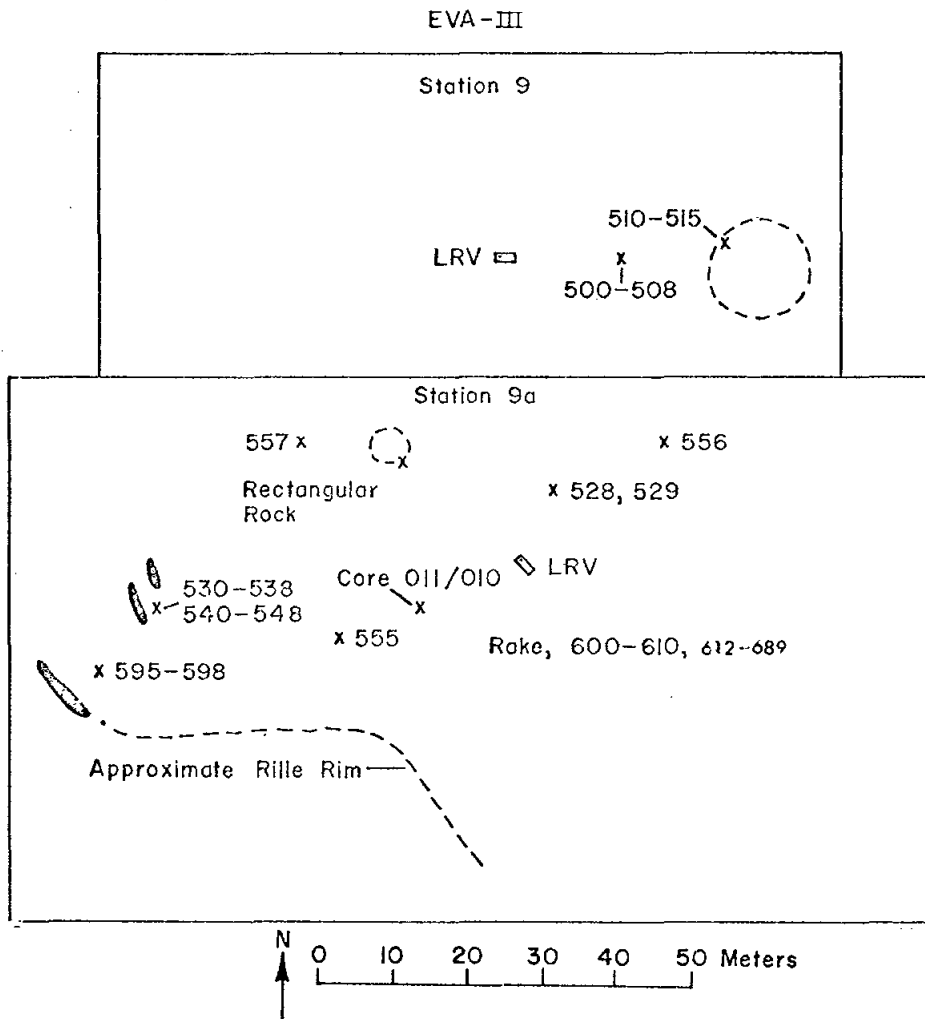 EVA-III
Station 9
510-515
LRV
500-508
Station 9a
557 x
x 556
Rectangular
Rock
x 528, 529
Core 011/010
LRV
530-538
540-548
x 555
Rake, 600-610, 612-689
x 595-598
Approximate Rille Rim
N
0 10 20 30 40 50 Meters